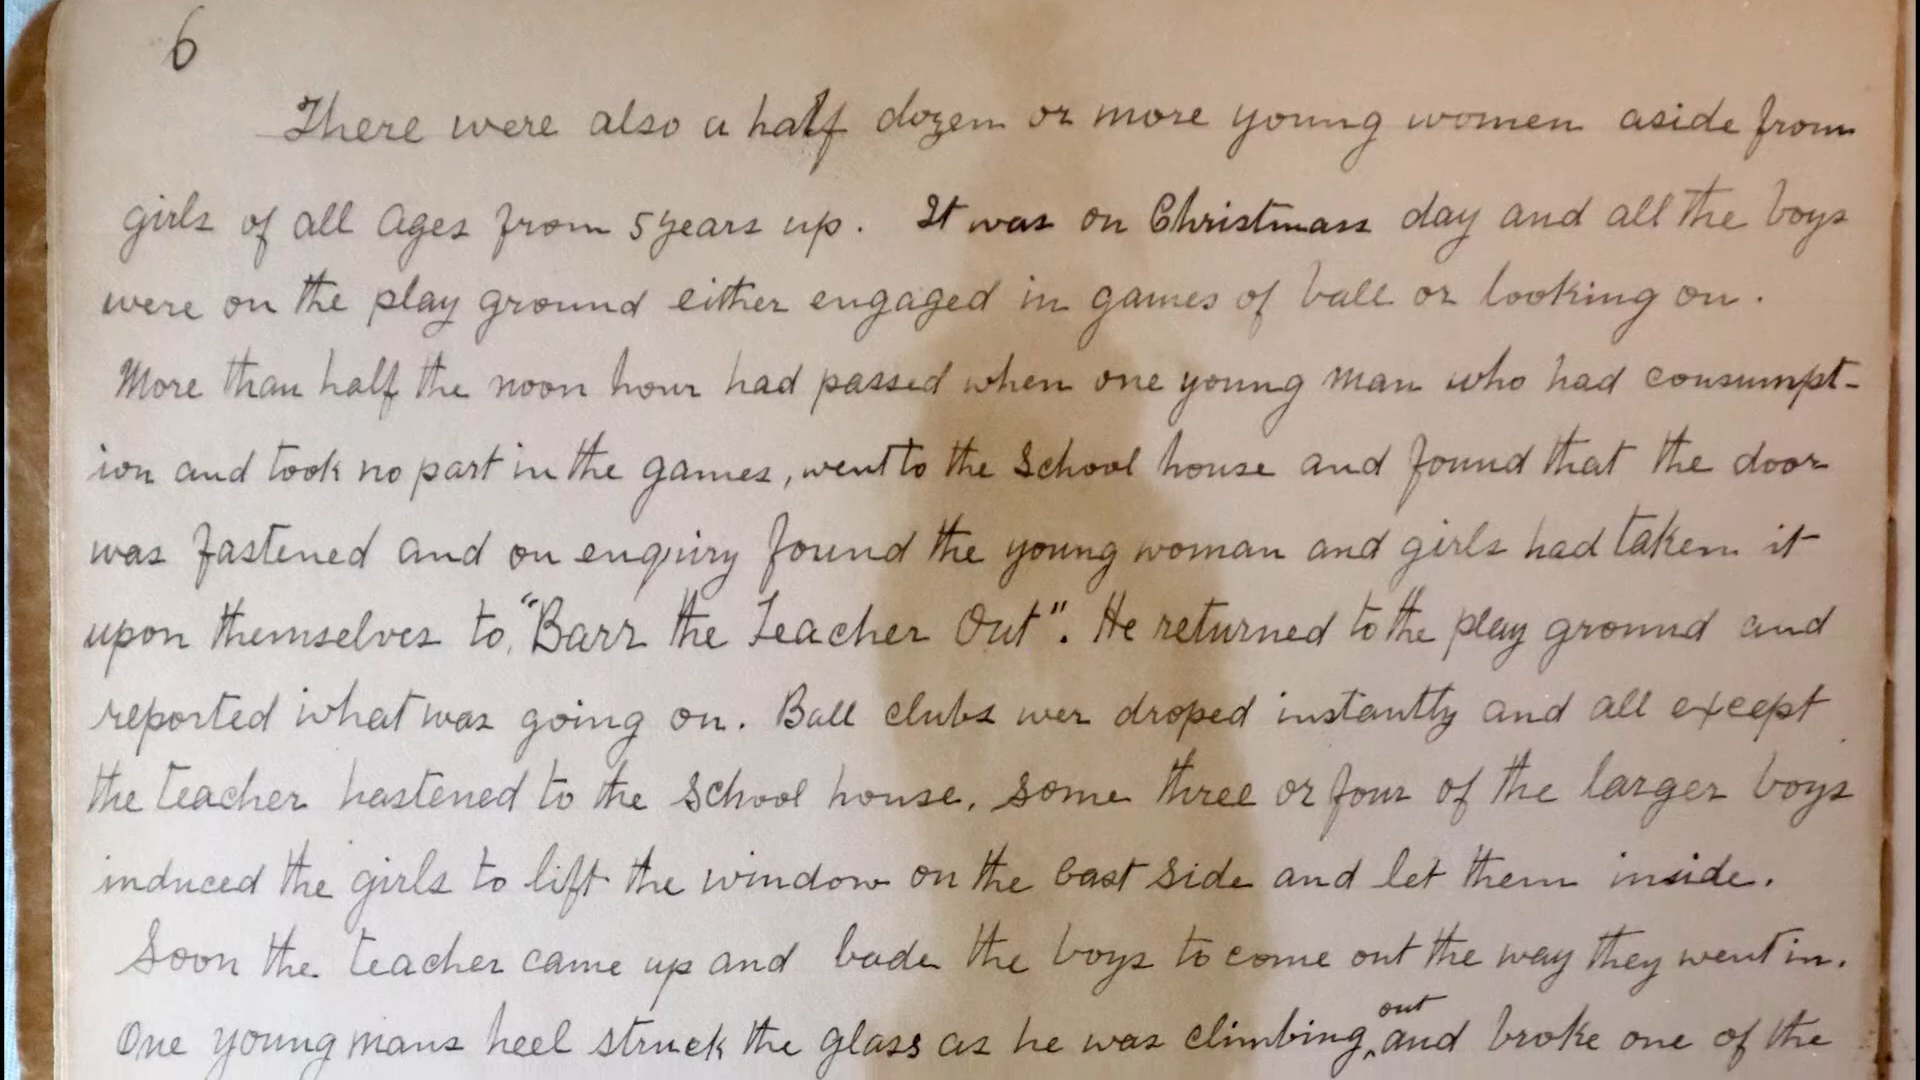 6
There were also a half dozen or more young women aside from
girls of all ages from 5 years up. It was on Christmass day and all the boys
were on the play ground either engaged in games of ball or looking on.
More than half the noon hour had passed when one young man who had consumpt-
ion and took no part in the games, went to the School house and found that the door
was fastened and on enquiry found the young woman and girls had taken it
upon themselves to, "Barr the Teacher Out". He returned to the play ground and
reported what was going on. Ball clubs wer droped instantly and all except
the teacher hastened to the School house, some three or four of the larger boys
induced the girls to lift the window on the East Side and let them inside.
Soon the teacher came up and bade the boys to come out the way they went in.
One young mans heel struck the glass as he was climbing out and broke one of the